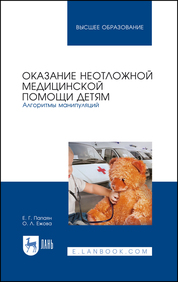 ВЫСШЕЕ ОБРАЗОВАНИЕ
ОКАЗАНИЕ НЕОТЛОЖНОЙ
МЕДИЦИНСКОЙ
ПОМОЩИ ДЕТЯМ
Алгоритмы манипуляций
Е. Г. Папаян
О. Л. Ежова
ЛАНЬ
E.LANBOOK.COM